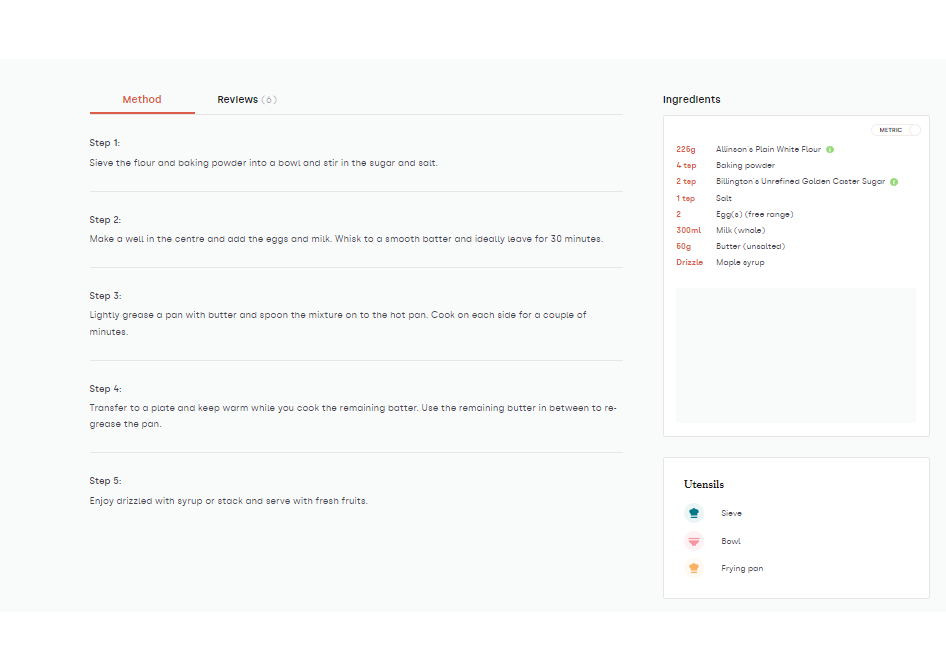 Method Reviews (6)
Step 1:
Sieve the flour and baking powder into a bowl and stir in the sugar and salt.
Step 2:
Make a well in the centre and add the eggs and milk. Whisk to a smooth batter and ideally leave for 30 minutes.
Step 3:
Lightly grease a pan with butter and spoon the mixture on to the hot pan. Cook on each side for a couple of
minutes.
Step 4:
Transfer to a plate and keep warm while you cook the remaining batter. Use the remaining butter in between to re-
grease the pan.
Step 5:
Enjoy drizzled with syrup or stack and serve with fresh fruits.
Ingredients
METRIC
225g Allinson's Plain White Flour
4 tsp Baking powder
2 tsp Billington's Unrefined Golden Caster Sugar
1 tsp Salt
2 Egg(s) (free range)
300ml Milk (whole)
50g Butter (unsalted)
Drizzle Maple syrup
Utensils
Sieve
Bowl
Frying pan